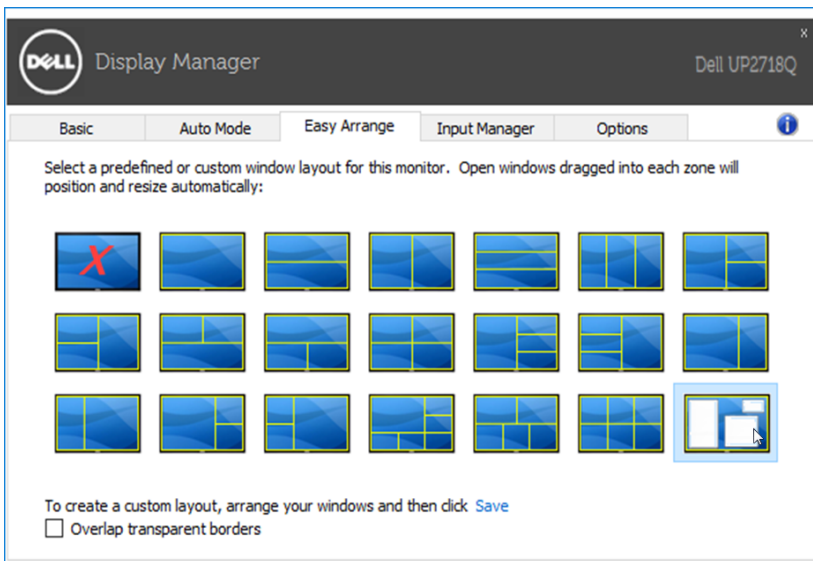 x
DELL Display Manager
Dell UP2718Q
Basic Auto Mode Easy Arrange Input Manager Options i
Select a predefined or custom window layout for this monitor. Open windows dragged into each zone will
position and resize automatically:
X
To create a custom layout, arrange your windows and then click Save
Overlap transparent borders